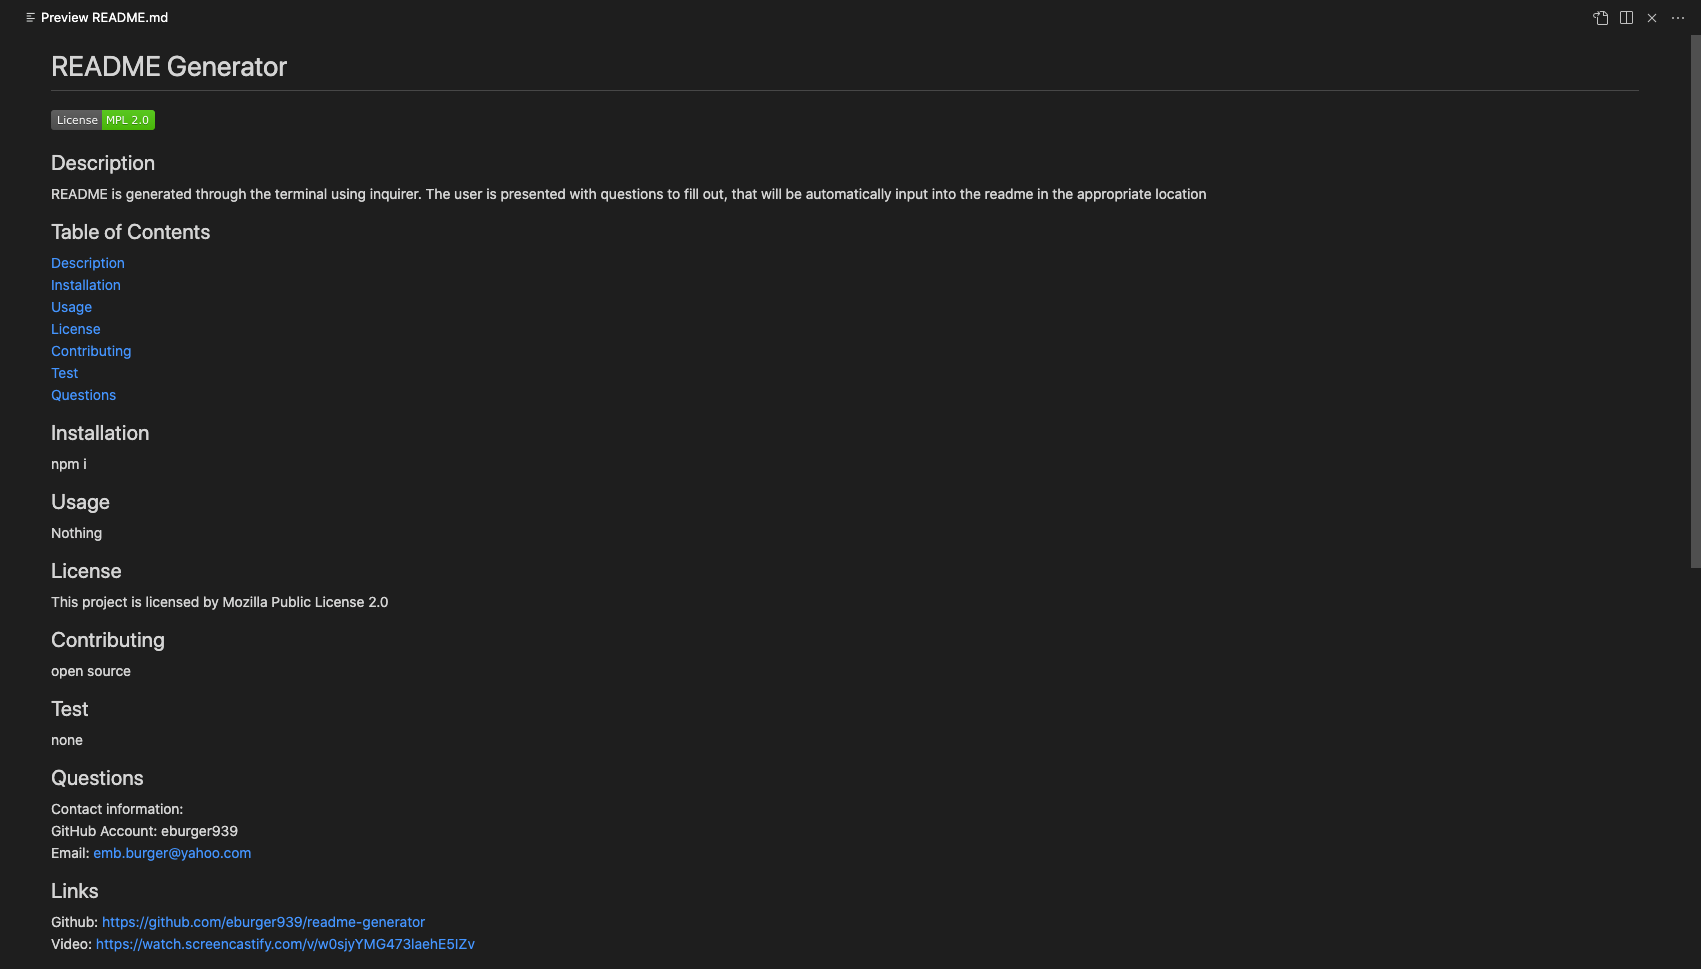 Preview README.md
README Generator
License MPL 2.0
Description
README is generated through the terminal using inquirer. The user is presented with questions to fill out, that will be automatically input into the readme in the appropriate location
Table of Contents
Description
Installation
Usage
License
Contributing
Test
Questions
Installation
npm i
Usage
Nothing
License
This project is licensed by Mozilla Public License 2.0
Contributing
open source
Test
none
Questions
Contact information:
GitHub Account: eburger939
Email: emb.burger@yahoo.com
Links
Github: https://github.com/eburger939/readme-generator
Video: https://watch.screencastify.com/v/w0sjyYMG473laehE5IZv